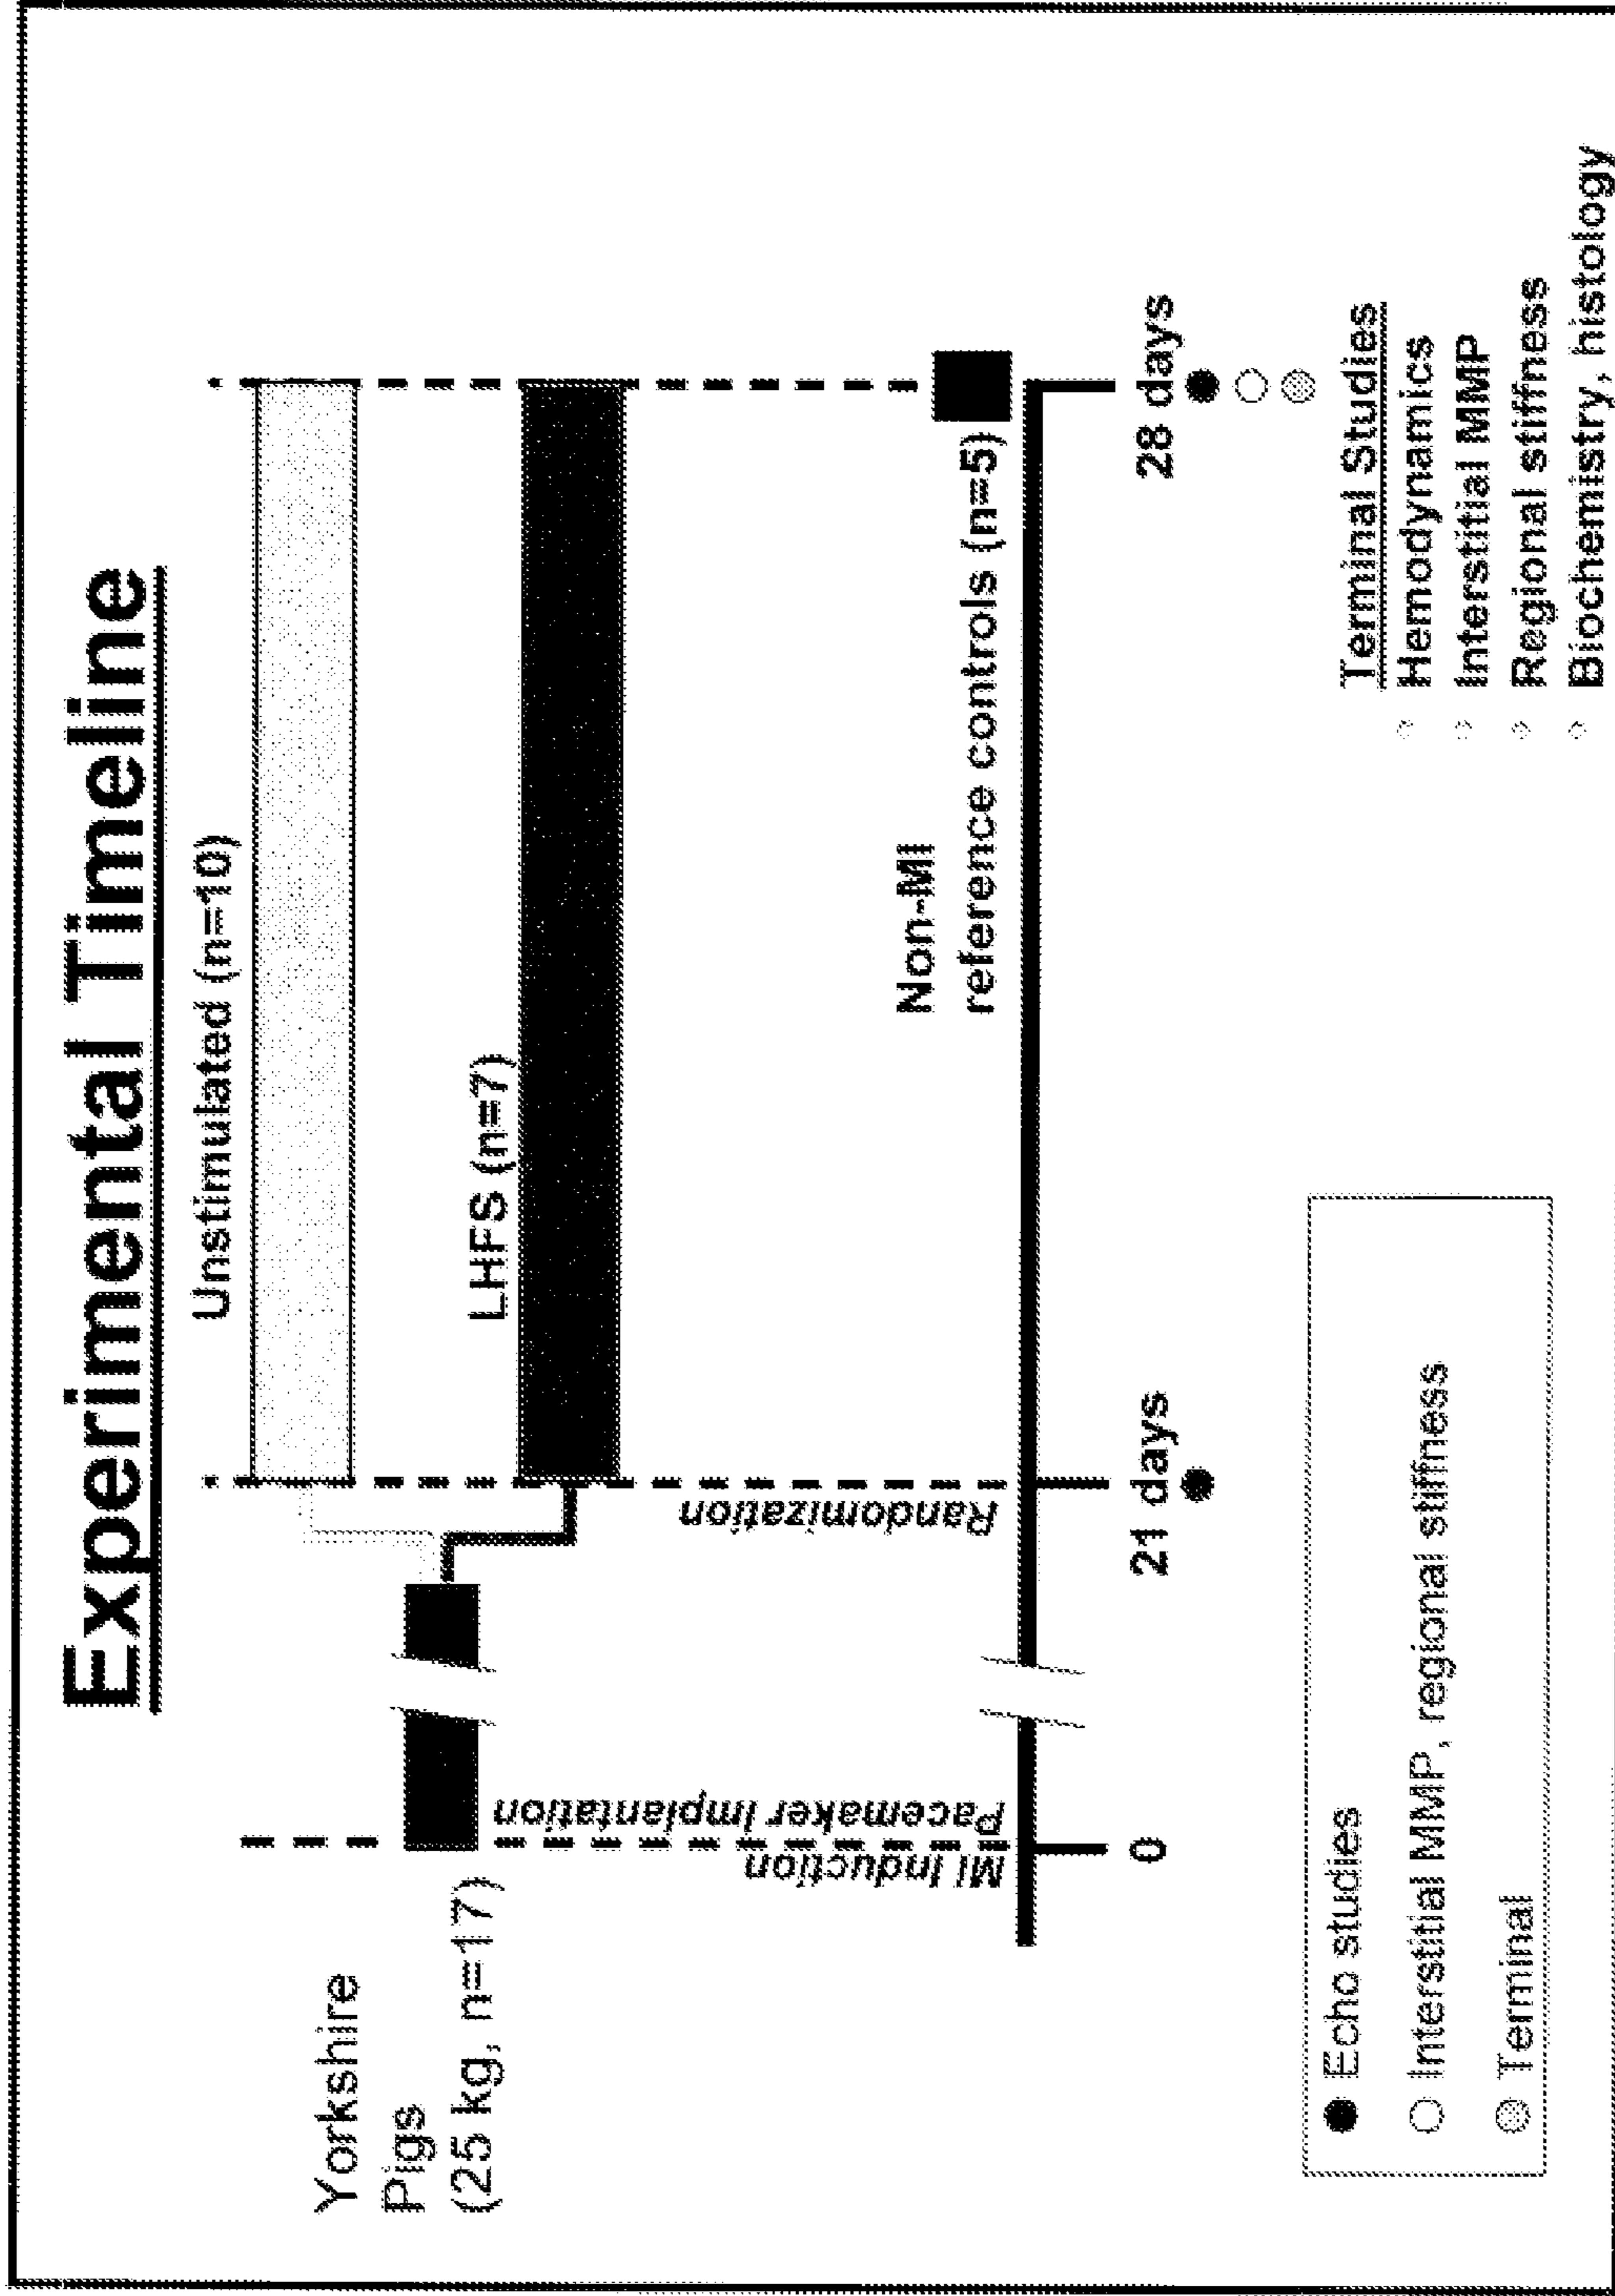 Experimental Timeline
Unstimulated (n=10)
Yorkshire
Pigs
(25 kg, n=17)
LHFS (n=7)
MI Induction
Pacemaker Implantation
Randomization
Non-MI
reference controls (n=5)
0
21 days
28 days
Echo studies
Interstitial MMP, regional stiffness
Terminal
Terminal Studies
Hemodynamics
Interstitial MMP
Regional stiffness
Biochemistry, histology